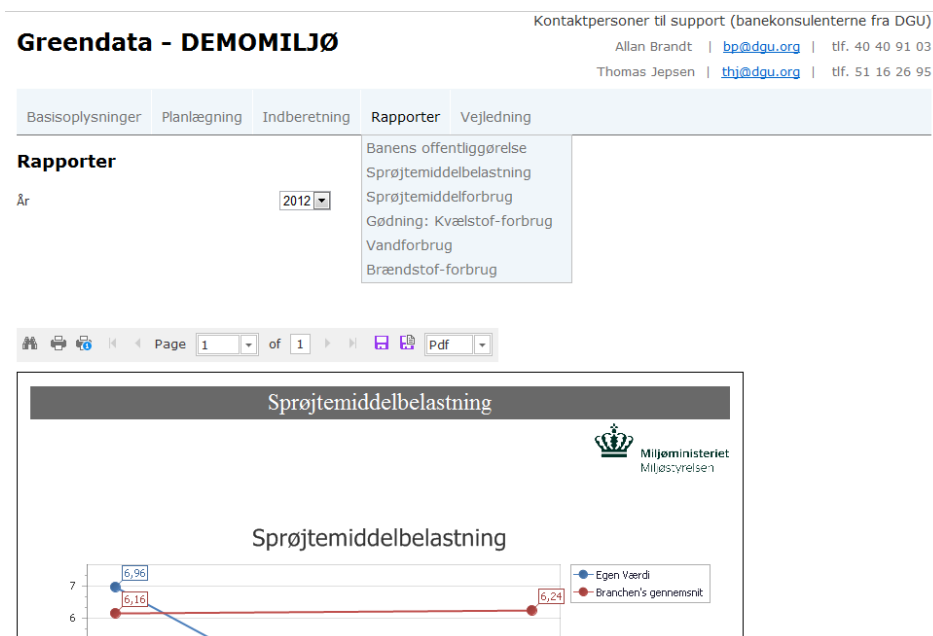 Kontaktpersoner til support (banekonsulenterne fra DGU)
Greendata - DEMOMILJØ
Allan Brandt | bp@dgu.org | tlf. 40 40 91 03
Thomas Jepsen | thj@dgu.org | tlf. 51 16 26 95
Basisoplysninger Planlægning Indberetning Rapporter Vejledning
Banens offentliggørelse
Sprøjtemiddelbelastning
Sprøjtemiddelforbrug
Gødning: Kvælstof-forbrug
Vandforbrug
Brændstof-forbrug
Rapporter
År 2012
Page 1 of 1 Pdf
Sprøjtemiddelbelastning
Miljøministeriet
Miljøstyrelsen
Sprøjtemiddelbelastning
6,96
Egen Værdi
7
6,16
6,24
Branchen's gennemsnit
6